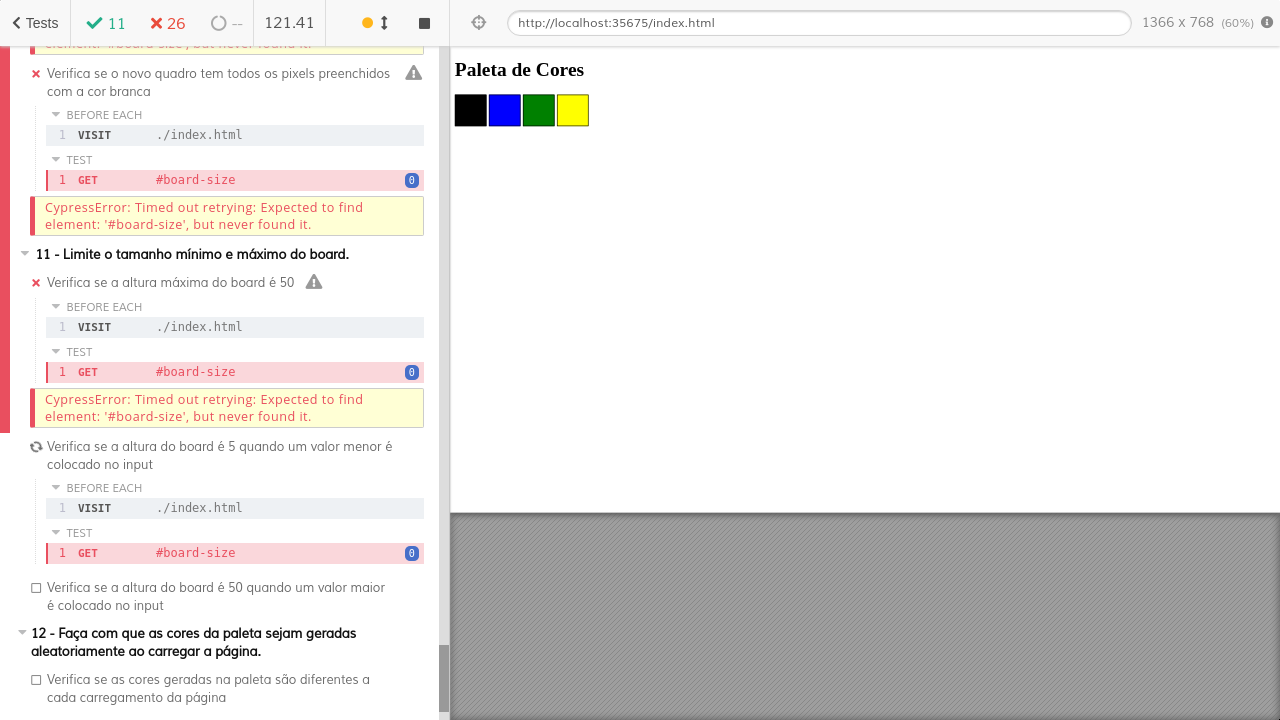 Tests
11
26
--
121.41
http://localhost:35675/index.html
1366 x 768 (60%)
element: '#board-size', but never found it.
Verifica se o novo quadro tem todos os pixels preenchidos
com a cor branca
BEFORE EACH
1 VISIT ./index.html
TEST
1 GET #board-size 0
CypressError: Timed out retrying: Expected to find
element: '#board-size', but never found it.
11 - Limite o tamanho mínimo e máximo do board.
Verifica se a altura máxima do board é 50
BEFORE EACH
1 VISIT ./index.html
TEST
1 GET #board-size 0
CypressError: Timed out retrying: Expected to find
element: '#board-size', but never found it.
Verifica se a altura do board é 5 quando um valor menor é
colocado no input
BEFORE EACH
1 VISIT ./index.html
TEST
1 GET #board-size 0
Verifica se a altura do board é 50 quando um valor maior
é colocado no input
12 - Faça com que as cores da paleta sejam geradas
aleatoriamente ao carregar a página.
Verifica se as cores geradas na paleta são diferentes a
cada carregamento da página
Paleta de Cores